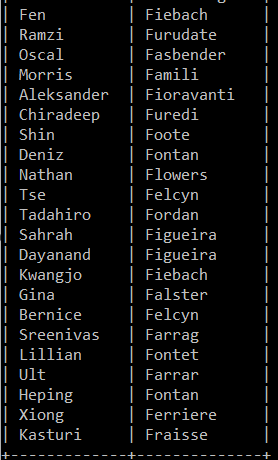 | Fen | Fiebach |
| Ramzi | Furudate |
| Oscal | Fasbender |
| Morris | Famili |
| Aleksander | Fioravanti |
| Chiradeep | Furedi |
| Shin | Foote |
| Deniz | Fontan |
| Nathan | Flowers |
| Tse | Felcyn |
| Tadahiro | Fordan |
| Sahrah | Figueira |
| Dayanand | Figueira |
| Kwangjo | Fiebach |
| Gina | Falster |
| Bernice | Felcyn |
| Sreenivas | Farrag |
| Lillian | Fontet |
| Ult | Farrar |
| Heping | Fontan |
| Xiong | Ferriere |
| Kasturi | Fraisse |
+-------------+--------------+